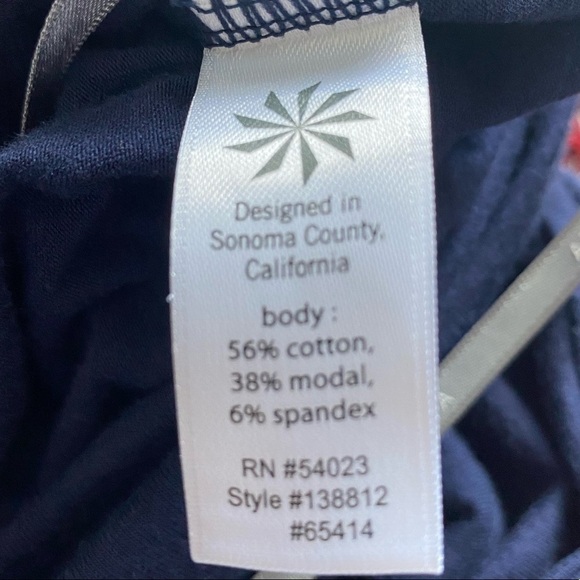 Designed in
Sonoma County,
California
body :
56% cotton,
38% modal,
6% spandex
RN #54023
Style #138812
#65414